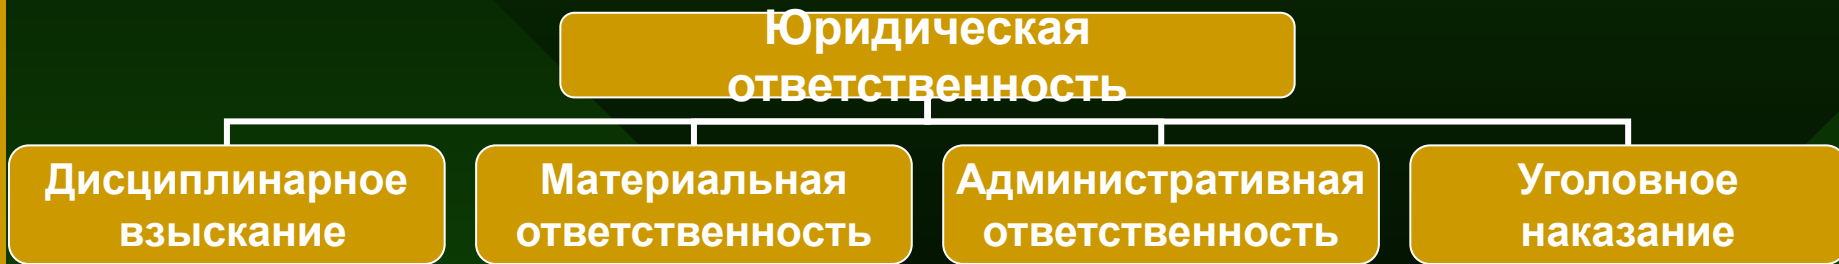 Юридическая
ответственность
Дисциплинарное
взыскание
Материальная
ответственность
Административная
ответственность
Уголовное
наказание